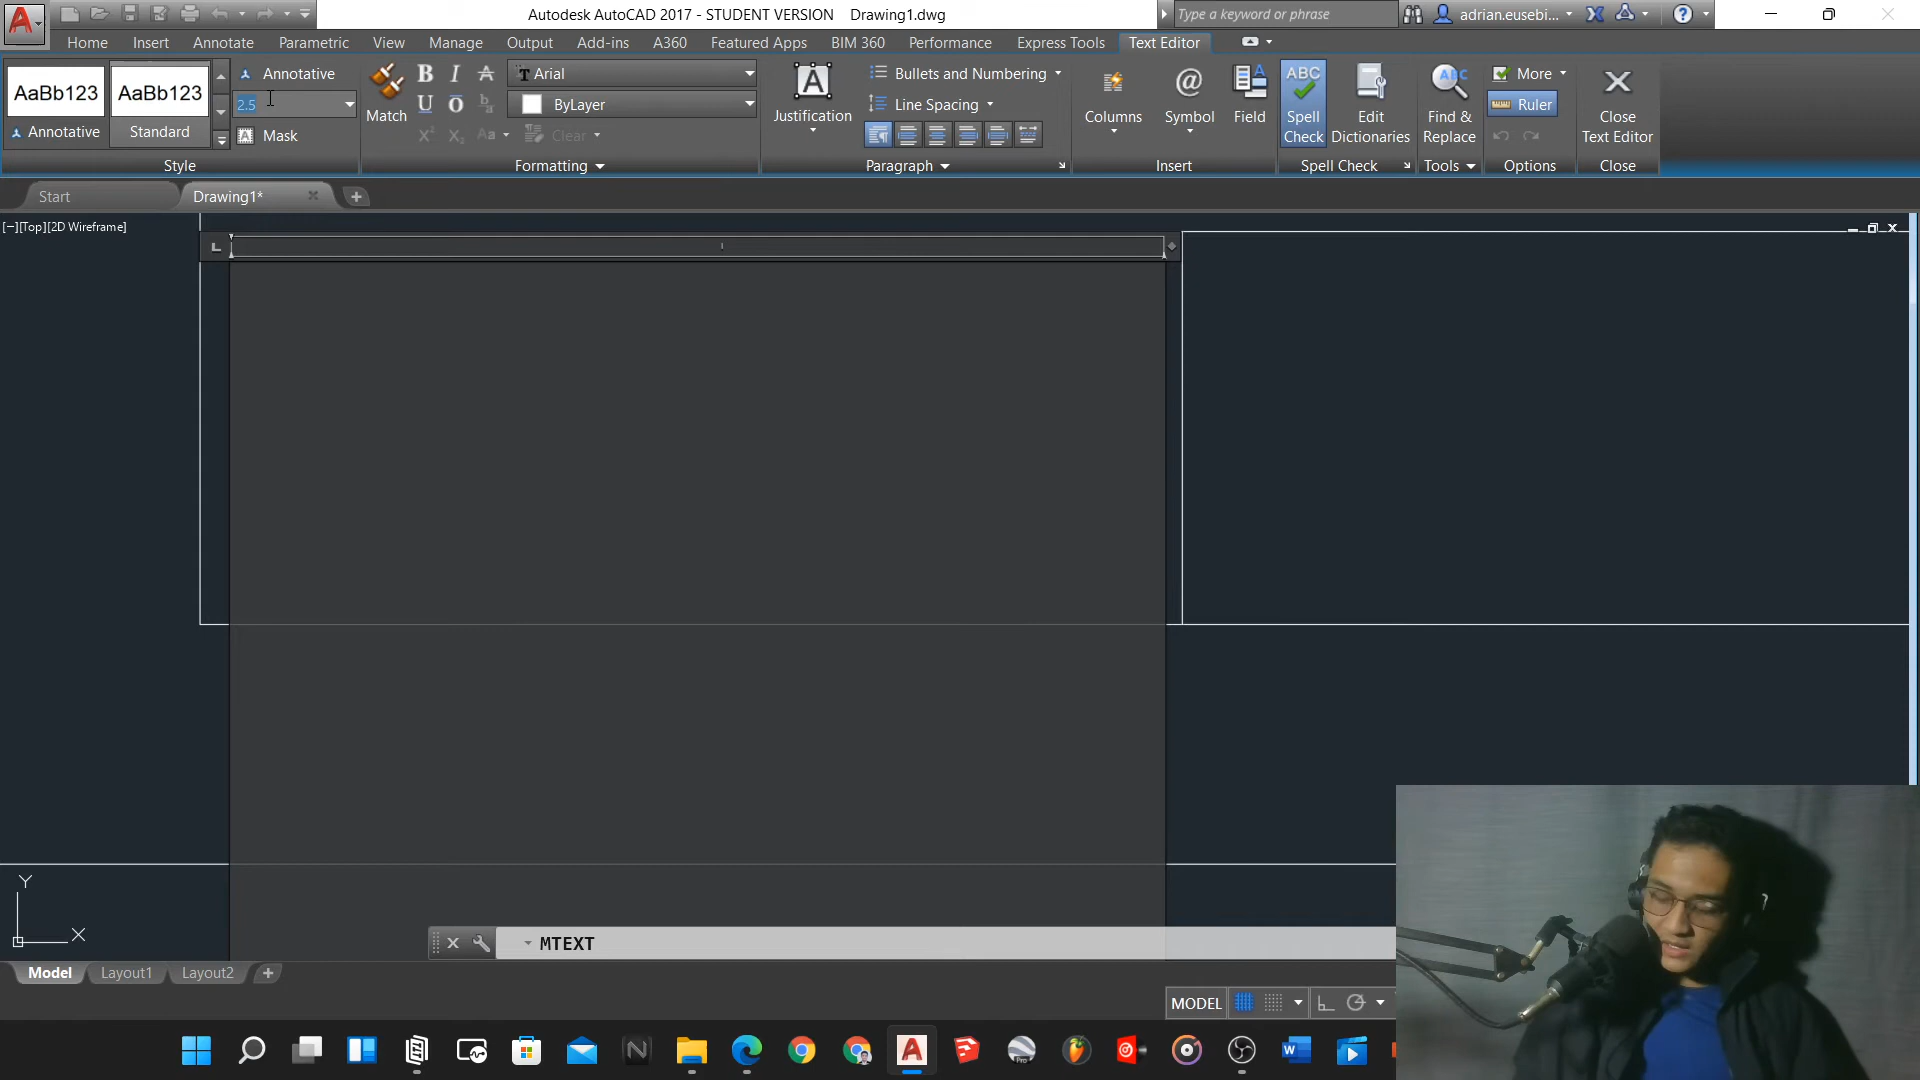 Autodesk AutoCAD 2017 - STUDENT VERSION Drawing1.dwg
Type a keyword or phrase
adrian.eusebi...
Home Insert Annotate Parametric View Manage Output Add-ins A360 Featured Apps BIM 360 Performance Express Tools Text Editor
AaBb123
Annotative
AaBb123
Standard
Annotative
2.5
Mask
Style
Match
Arial
ByLayer
Clear
Formatting
Justification
Bullets and Numbering
Line Spacing
Paragraph
Columns
Symbol
Field
Insert
ABC
Spell
Check
Edit
Dictionaries
Spell Check
ABC
Find &
Replace
Tools
More
Ruler
Options
Close
Text Editor
Close
Start
Drawing1*
[−][Top][2D Wireframe]
Y
X
MTEXT
Model Layout1 Layout2
MODEL